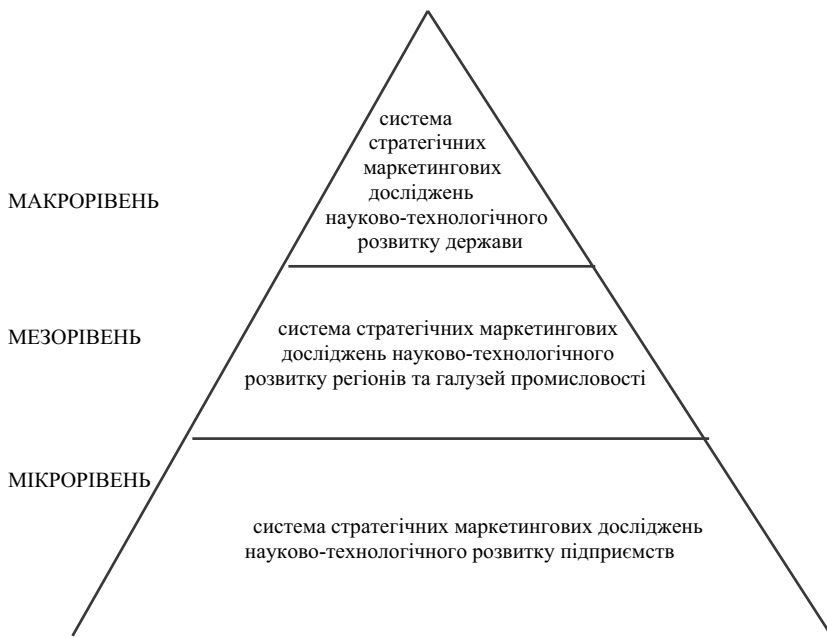 система
стратегічних
маркетингових
досліджень
МАКРОРІВЕНЬ
науково-технологічного
розвитку держави
МЕЗОРІВЕНЬ
система стратегічних маркетингових
досліджень науково-технологічного
розвитку регіонів та галузей промисловості
МІКРОРІВЕНЬ
система стратегічних маркетингових досліджень
науково-технологічного розвитку підприємств